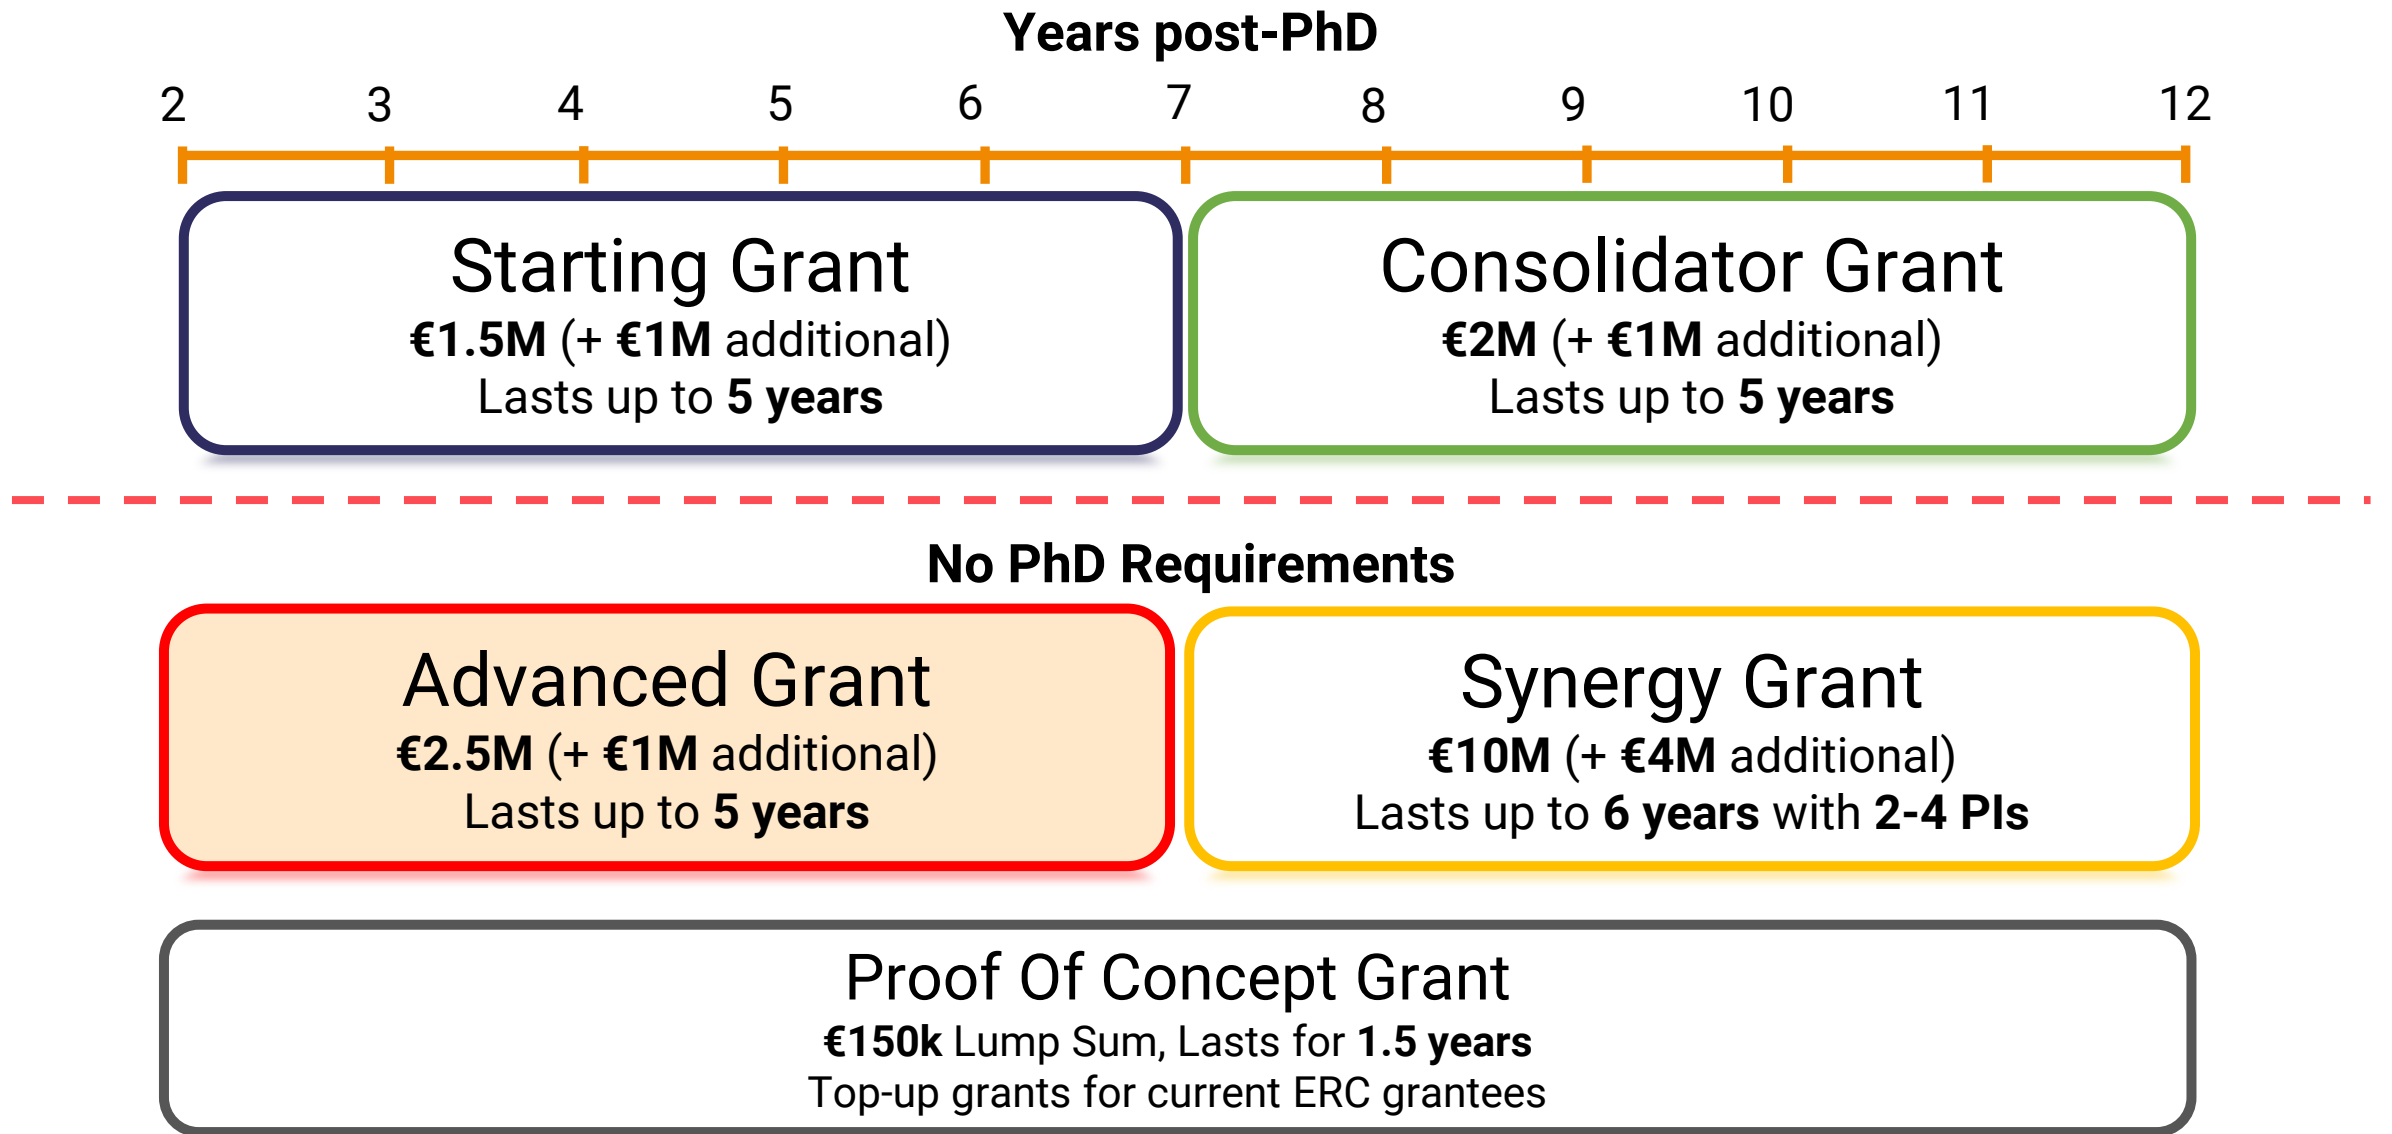 Years post-PhD
2 3 4 5 6 7 8 9 10 11 12
Starting Grant
€1.5M (+ €1M additional)
Lasts up to 5 years
Consolidator Grant
€2M (+ €1M additional)
Lasts up to 5 years
No PhD Requirements
Advanced Grant
€2.5M (+ €1M additional)
Lasts up to 5 years
Synergy Grant
€10M (+ €4M additional)
Lasts up to 6 years with 2-4 PIs
Proof Of Concept Grant
€150k Lump Sum, Lasts for 1.5 years
Top-up grants for current ERC grantees